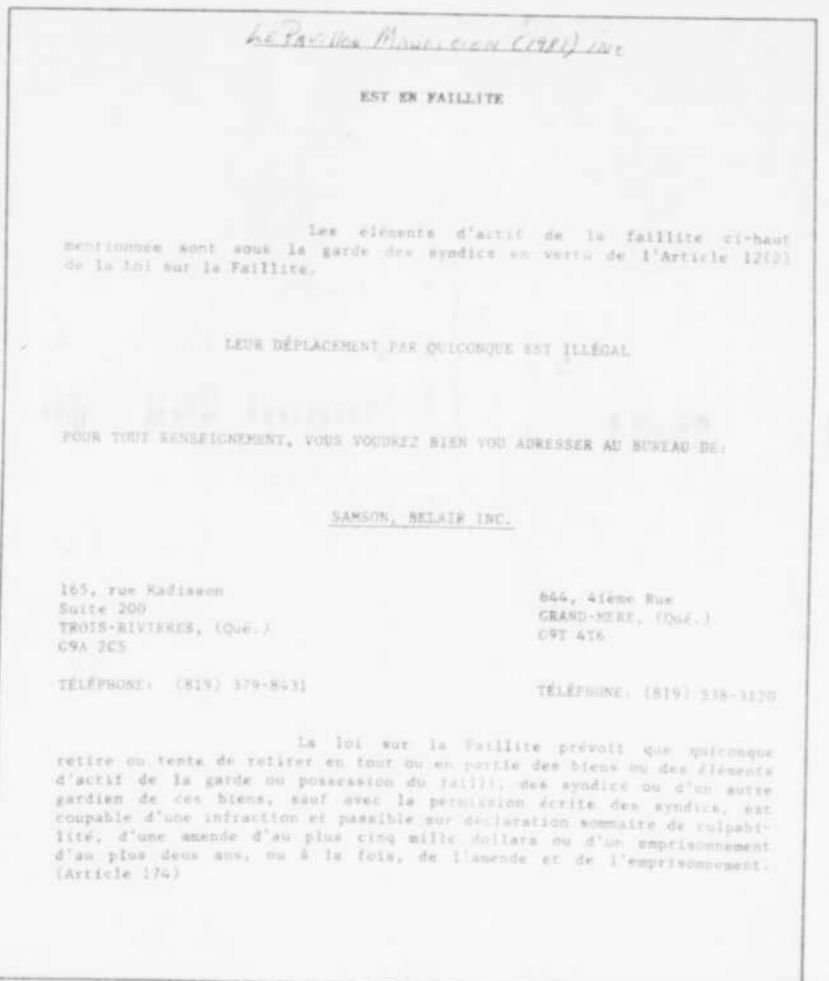 Le Pavillon Mauricien (1981) inc
EST EN FAILLITE
Les éléments d'actif de la faillite ci-haut
mentionnée sont sous la garde des syndics en vertu de l'Article 12(2)
de la Loi sur la Faillite.
LEUR DÉPLACEMENT PAR QUICONQUE EST ILLÉGAL
POUR TOUT RENSEIGNEMENT, VOUS VOUDREZ BIEN VOU ADRESSER AU BUREAU DE:
SAMSON, BELAIR INC.
165, rue Radisson
Suite 200
TROIS-RIVIERES, (Qué.)
G9A 2C5
TÉLÉPHONE: (819) 379-8431
644, 41éme Rue
GRAND-MERE, (Qué.)
G9T 4T6
TÉLÉPHONE: (819) 538-3120
La loi sur la Faillite prévoit que quiconque
retire ou tente de retirer en tout ou en partie des biens ou des éléments
d'actif de la garde ou possession du failli, des syndics ou d'un autre
gardien de ces biens, sauf avec la permission écrite des syndics, est
coupable d'une infraction et passible sur déclaration sommaire de culpabi-
lité, d'une amende d'au plus cinq mille dollars ou d'un emprisonnement
d'au plus deux ans, ou à la fois, de l'amende et de l'emprisonnement.
(Article 174)